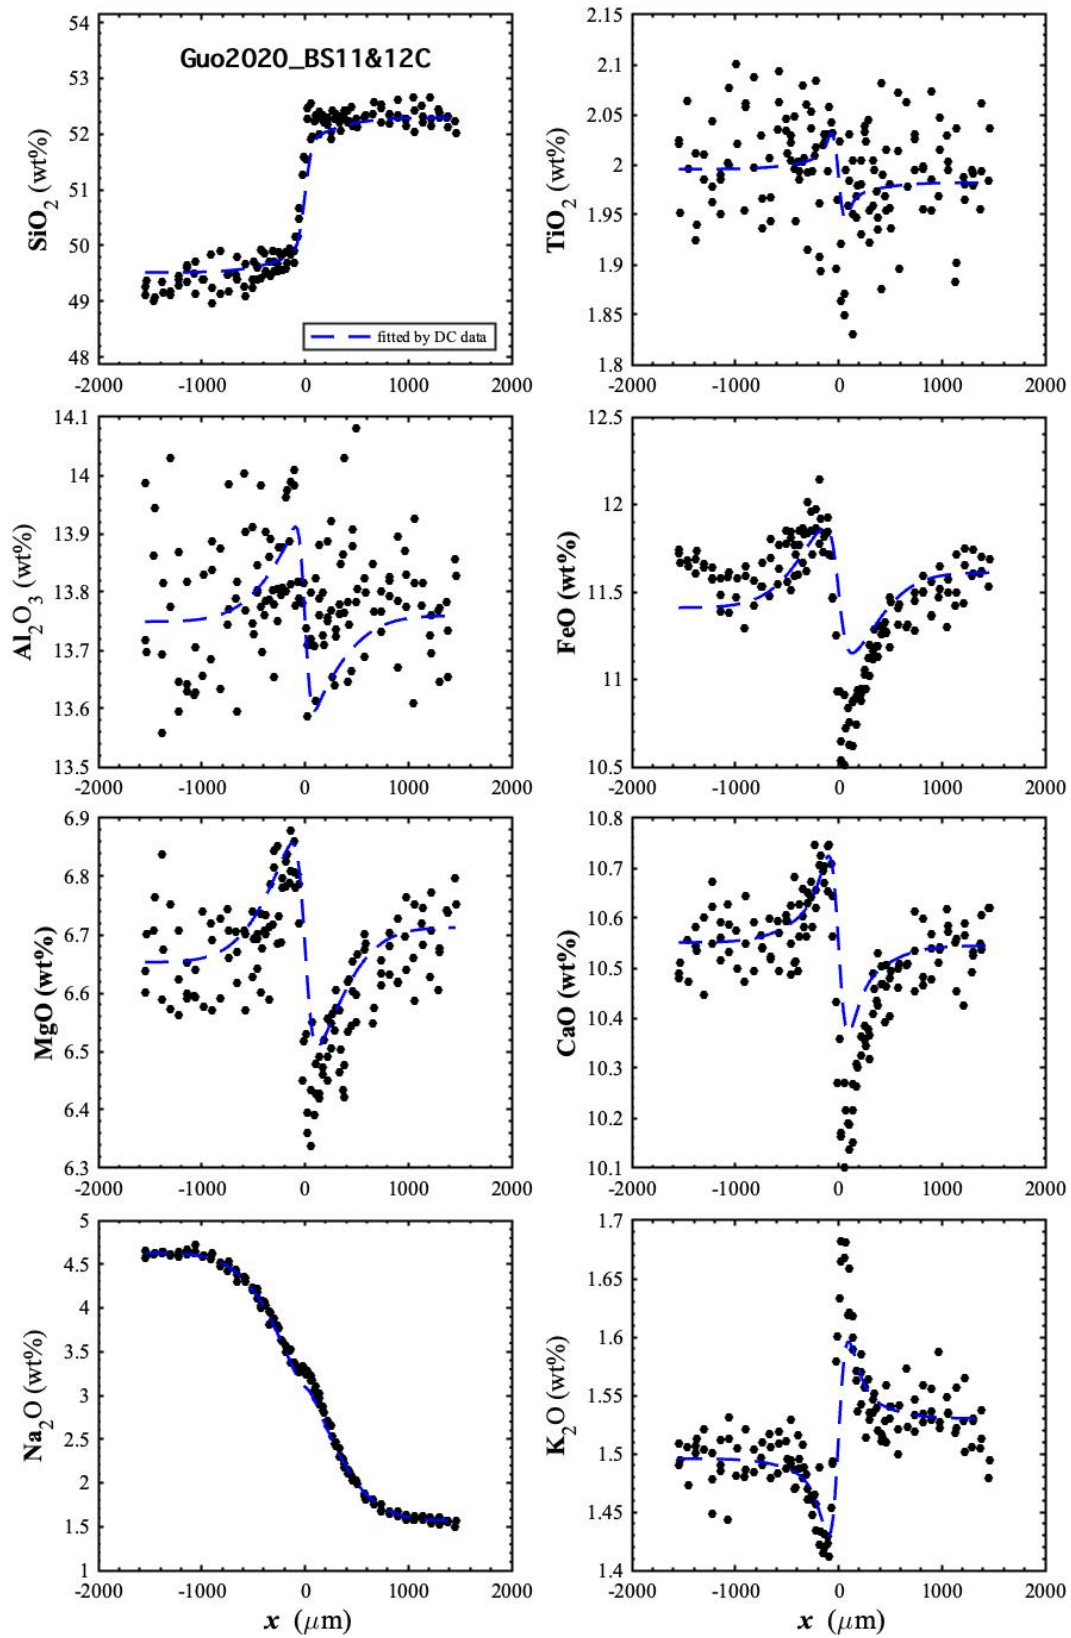 Guo2020_BS11&12C
SiO₂ (wt%)
54
53
52
51
50
49
48
fitted by DC data
-2000 -1000 0 1000 2000
TiO₂ (wt%)
2.15
2.1
2.05
2
1.95
1.9
1.85
1.8
-2000 -1000 0 1000 2000
Al₂O₃ (wt%)
14.1
14
13.9
13.8
13.7
13.6
13.5
-2000 -1000 0 1000 2000
FeO (wt%)
12.5
12
11.5
11
10.5
-2000 -1000 0 1000 2000
MgO (wt%)
6.9
6.8
6.7
6.6
6.5
6.4
6.3
-2000 -1000 0 1000 2000
CaO (wt%)
10.8
10.7
10.6
10.5
10.4
10.3
10.2
10.1
-2000 -1000 0 1000 2000
Na₂O (wt%)
5
4.5
4
3.5
3
2.5
2
1.5
1
-2000 -1000 0 1000 2000
x (μm)
K₂O (wt%)
1.7
1.65
1.6
1.55
1.5
1.45
1.4
-2000 -1000 0 1000 2000
x (μm)